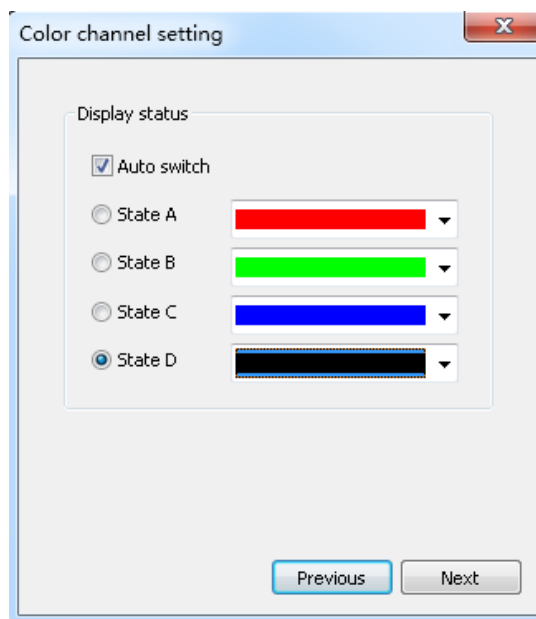 Color channel setting
Display status
Auto switch
State A
State B
State C
State D
Previous
Next